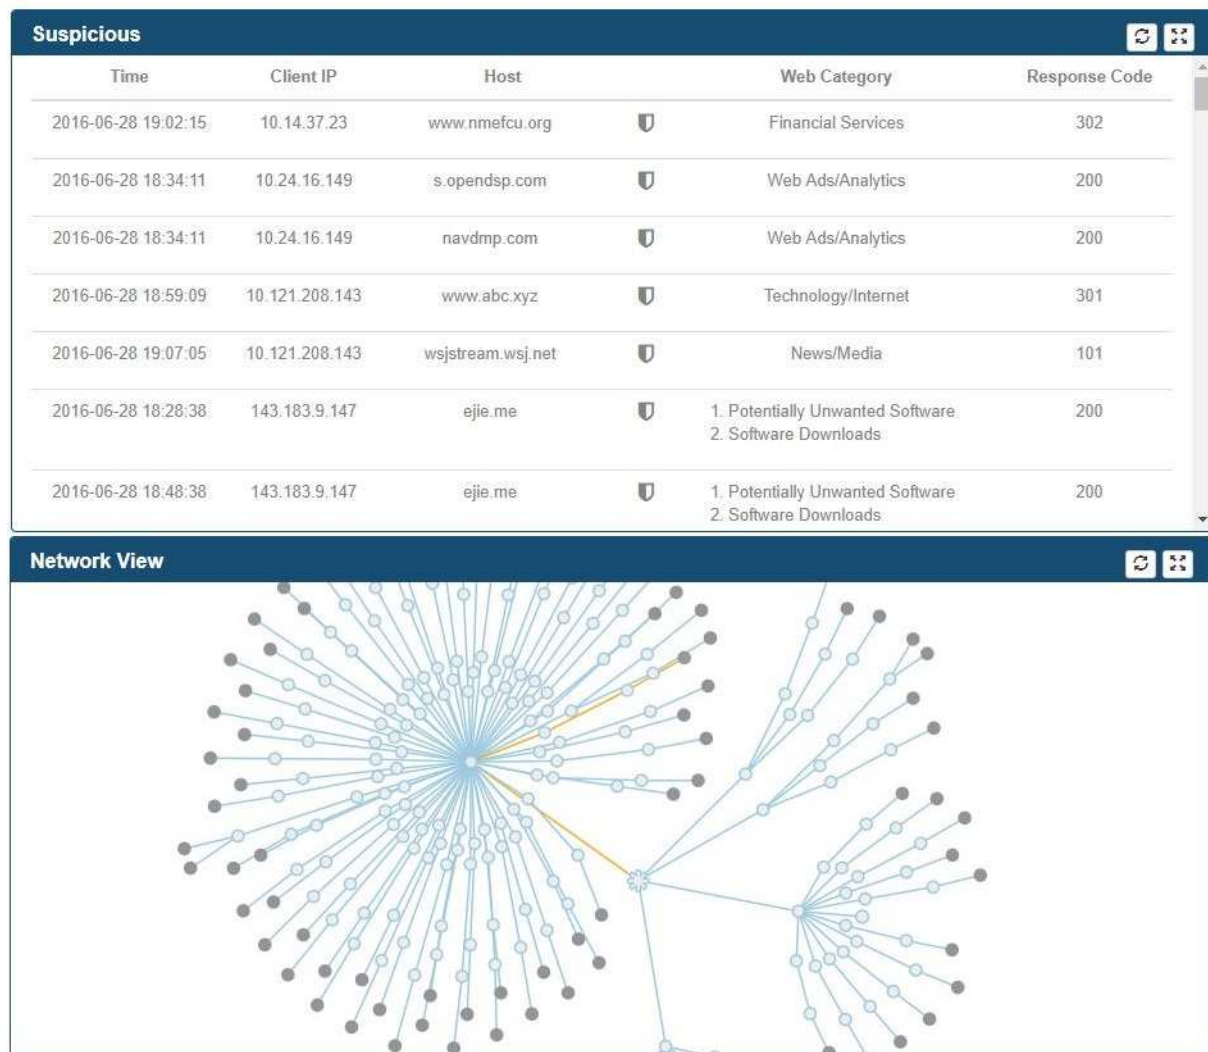 Suspicious
Time Client IP Host Web Category Response Code
2016-06-28 19:02:15 10.14.37.23 www.nmefcu.org Financial Services 302
2016-06-28 18:34:11 10.24.16.149 s.opendsp.com Web Ads/Analytics 200
2016-06-28 18:34:11 10.24.16.149 navdmp.com Web Ads/Analytics 200
2016-06-28 18:59:09 10.121.208.143 www.abc.xyz Technology/Internet 301
2016-06-28 19:07:05 10.121.208.143 wsjstream.wsj.net News/Media 101
2016-06-28 18:28:38 143.183.9.147 ejie.me 1. Potentially Unwanted Software 200
2. Software Downloads
2016-06-28 18:48:38 143.183.9.147 ejie.me 1. Potentially Unwanted Software 200
2. Software Downloads
Network View